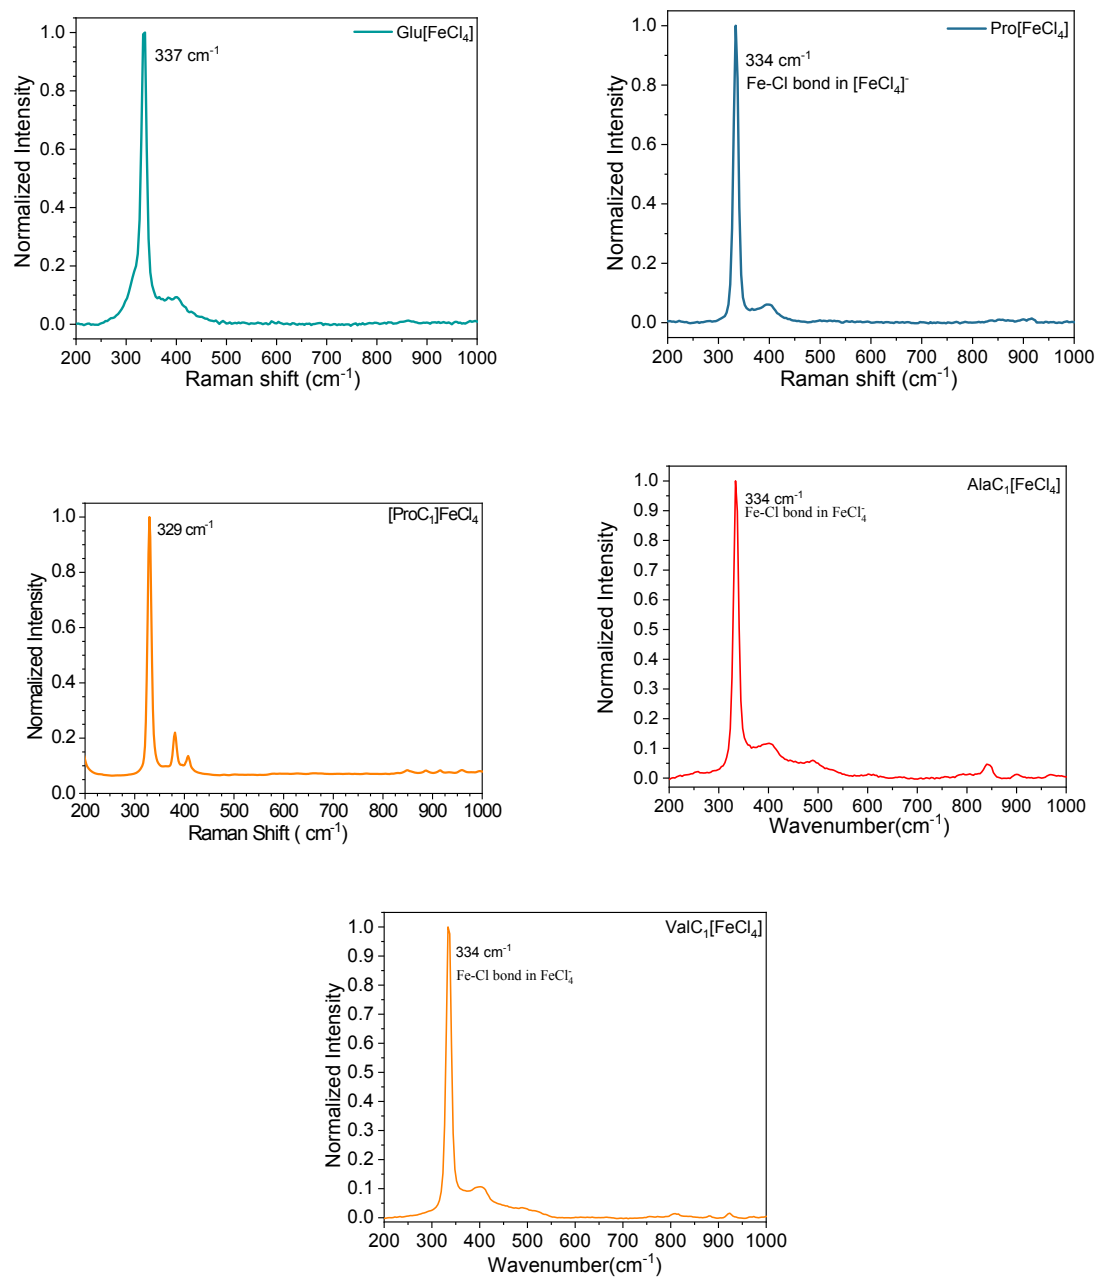 Glu[FeCl₄]
337 cm⁻¹
1.0
0.8
0.6
0.4
0.2
0.0
Normalized Intensity
200 300 400 500 600 700 800 900 1000
Raman shift (cm⁻¹)
Pro[FeCl₄]
334 cm⁻¹
Fe-Cl bond in [FeCl₄]⁻
1.0
0.8
0.6
0.4
0.2
0.0
Normalized Intensity
200 300 400 500 600 700 800 900 1000
Raman shift (cm⁻¹)
[ProC₁]FeCl₄
329 cm⁻¹
1.0
0.8
0.6
0.4
0.2
0.0
Normalized Intensity
200 300 400 500 600 700 800 900 1000
Raman Shift ( cm⁻¹)
AlaC₁[FeCl₄]
334 cm⁻¹
Fe-Cl bond in FeCl₄⁻
1.0
0.9
0.8
0.7
0.6
0.5
0.4
0.3
0.2
0.1
0.0
Normalized Intensity
200 300 400 500 600 700 800 900 1000
Wavenumber(cm⁻¹)
ValC₁[FeCl₄]
334 cm⁻¹
Fe-Cl bond in FeCl₄⁻
1.0
0.9
0.8
0.7
0.6
0.5
0.4
0.3
0.2
0.1
0.0
Normalized Intensity
200 300 400 500 600 700 800 900 1000
Wavenumber(cm⁻¹)